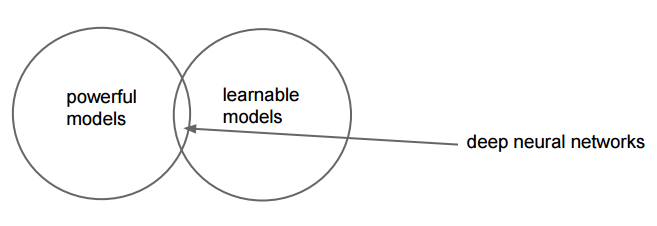 powerful
models
learnable
models
deep neural networks